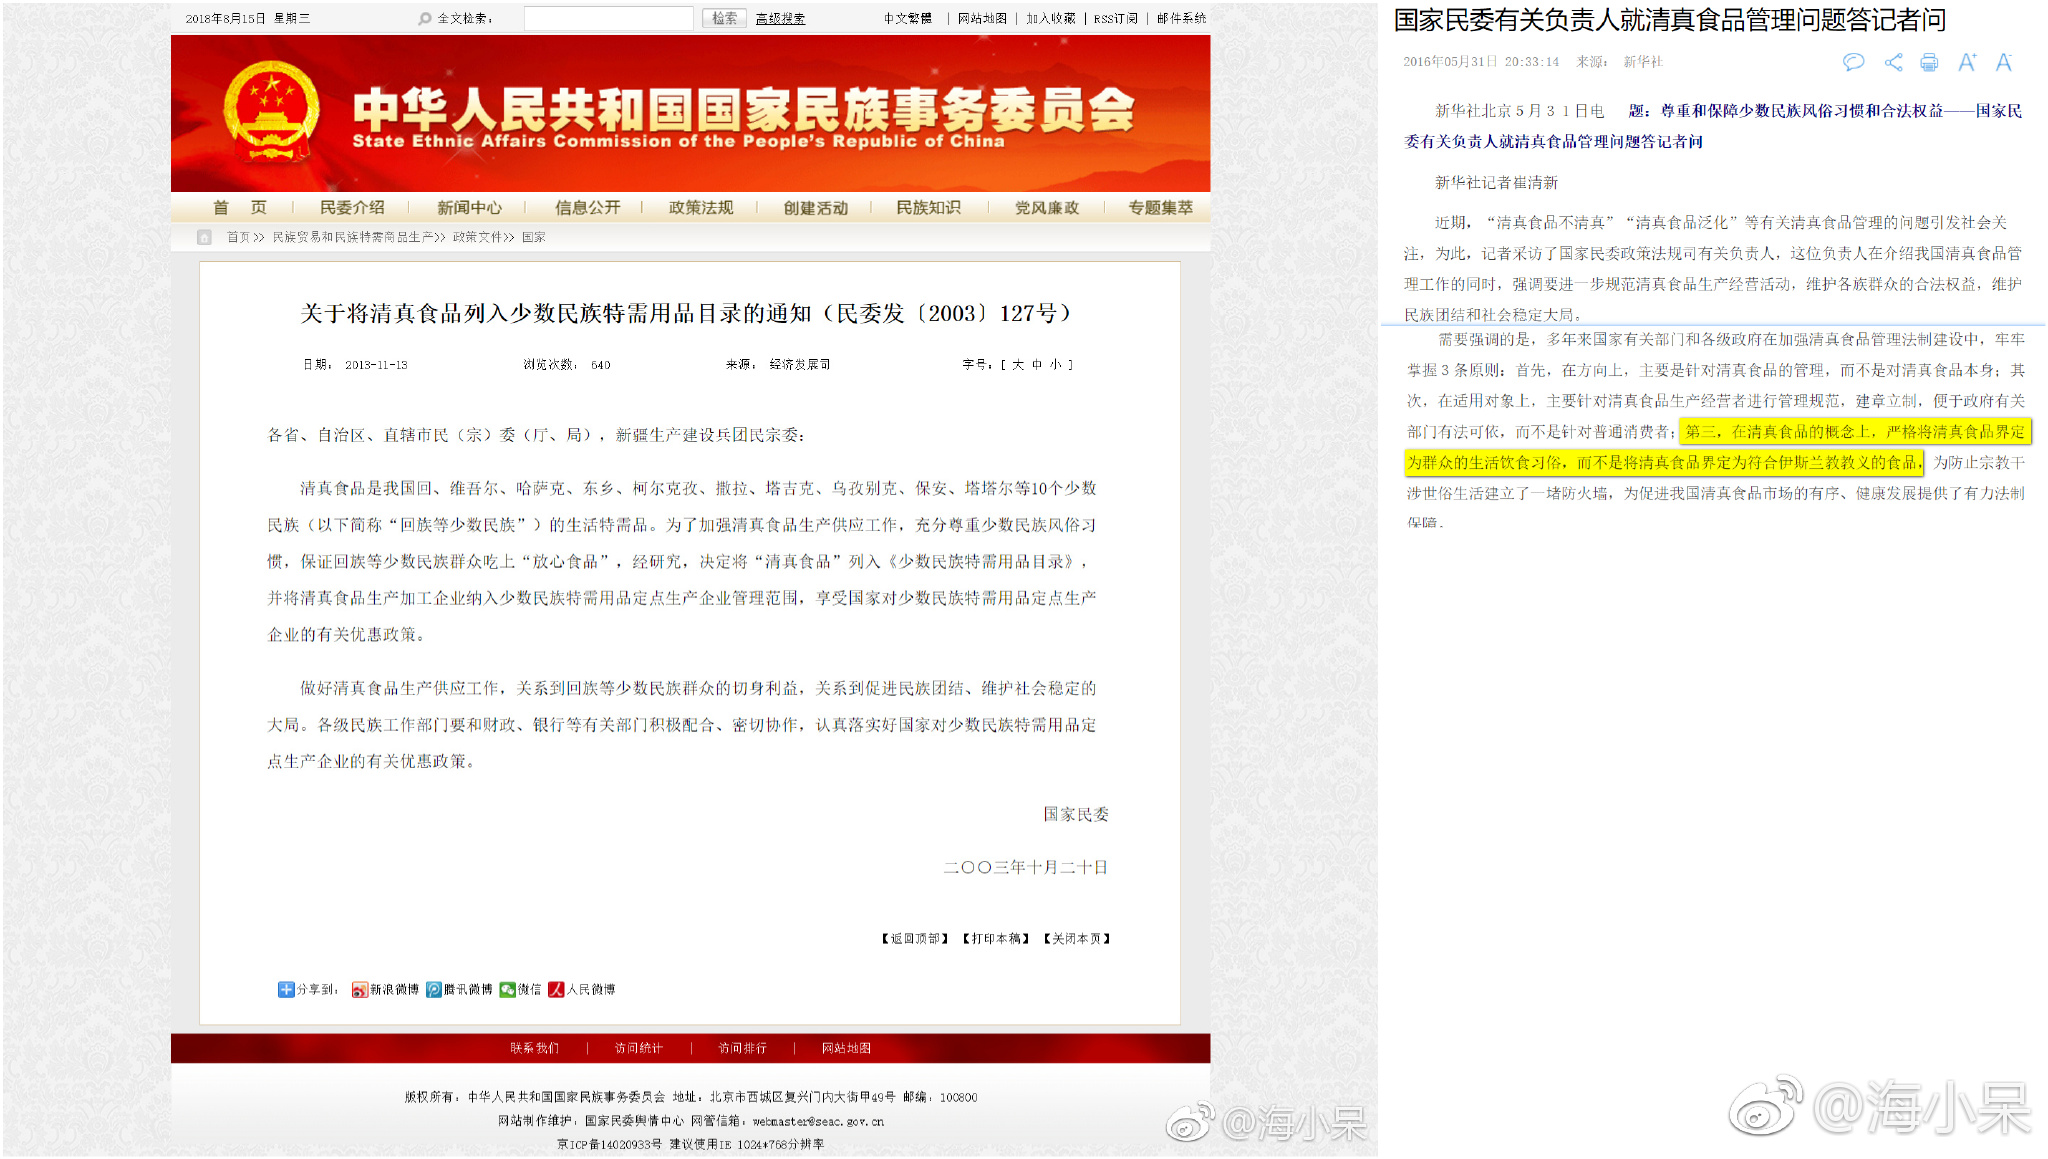 2018年8月15日 星期三
全文检索:
检索
高级搜索
中文繁體 | 网站地图 | 加入收藏 | RSS订阅 | 邮件系统
中华人民共和国国家民族事务委员会
State Ethnic Affairs Commission of the People's Republic of China
首 页 | 民委介绍 | 新闻中心 | 信息公开 | 政策法规 | 创建活动 | 民族知识 | 党风廉政 | 专题集萃
首页>> 民族贸易和民族特需商品生产>> 政策文件>> 国家
关于将清真食品列入少数民族特需用品目录的通知（民委发〔2003〕127号）
日期: 2013-11-13 浏览次数: 640 来源: 经济发展司 字号:[ 大 中 小 ]
各省、自治区、直辖市民（宗）委（厅、局），新疆生产建设兵团民宗委：
清真食品是我国回、维吾尔、哈萨克、东乡、柯尔克孜、撒拉、塔吉克、乌孜别克、保安、塔塔尔等10个少数
民族（以下简称“回族等少数民族”）的生活特需品。为了加强清真食品生产供应工作，充分尊重少数民族风俗习
惯，保证回族等少数民族群众吃上“放心食品”，经研究，决定将“清真食品”列入《少数民族特需用品目录》，
并将清真食品生产加工企业纳入少数民族特需用品定点生产企业管理范围，享受国家对少数民族特需用品定点生产
企业的有关优惠政策。
做好清真食品生产供应工作，关系到回族等少数民族群众的切身利益，关系到促进民族团结、维护社会稳定的
大局。各级民族工作部门要和财政、银行等有关部门积极配合、密切协作，认真落实好国家对少数民族特需用品定
点生产企业的有关优惠政策。
国家民委
二〇〇三年十月二十日
【返回顶部】 【打印本稿】 【关闭本页】
分享到: 新浪微博 腾讯微博 微信 人民微博
联系我们 | 访问统计 | 访问排行 | 网站地图
版权所有: 中华人民共和国国家民族事务委员会 地址: 北京市西城区复兴门内大街甲49号 邮编: 100800
网站制作维护: 国家民委舆情中心 网管信箱: webmaster@seac.gov.cn
京ICP备14020933号 建议使用IE 1024*768分辨率
@海小呆
国家民委有关负责人就清真食品管理问题答记者问
2016年05月31日 20:33:14 来源: 新华社
A+ A-
新华社北京５月３１日电 题：尊重和保障少数民族风俗习惯和合法权益——国家民
委有关负责人就清真食品管理问题答记者问
新华社记者崔清新
近期，“清真食品不清真”“清真食品泛化”等有关清真食品管理的问题引发社会关
注，为此，记者采访了国家民委政策法规司有关负责人，这位负责人在介绍我国清真食品管
理工作的同时，强调要进一步规范清真食品生产经营活动，维护各族群众的合法权益，维护
民族团结和社会稳定大局。
需要强调的是，多年来国家有关部门和各级政府在加强清真食品管理法制建设中，牢牢
掌握３条原则：首先，在方向上，主要是针对清真食品的管理，而不是对清真食品本身；其
次，在适用对象上，主要针对清真食品生产经营者进行管理规范，建章立制，便于政府有关
部门有法可依，而不是针对普通消费者；第三，在清真食品的概念上，严格将清真食品界定
为群众的生活饮食习俗，而不是将清真食品界定为符合伊斯兰教教义的食品，为防止宗教干
涉世俗生活建立了一堵防火墙，为促进我国清真食品市场的有序、健康发展提供了有力法制
保障。
@海小呆